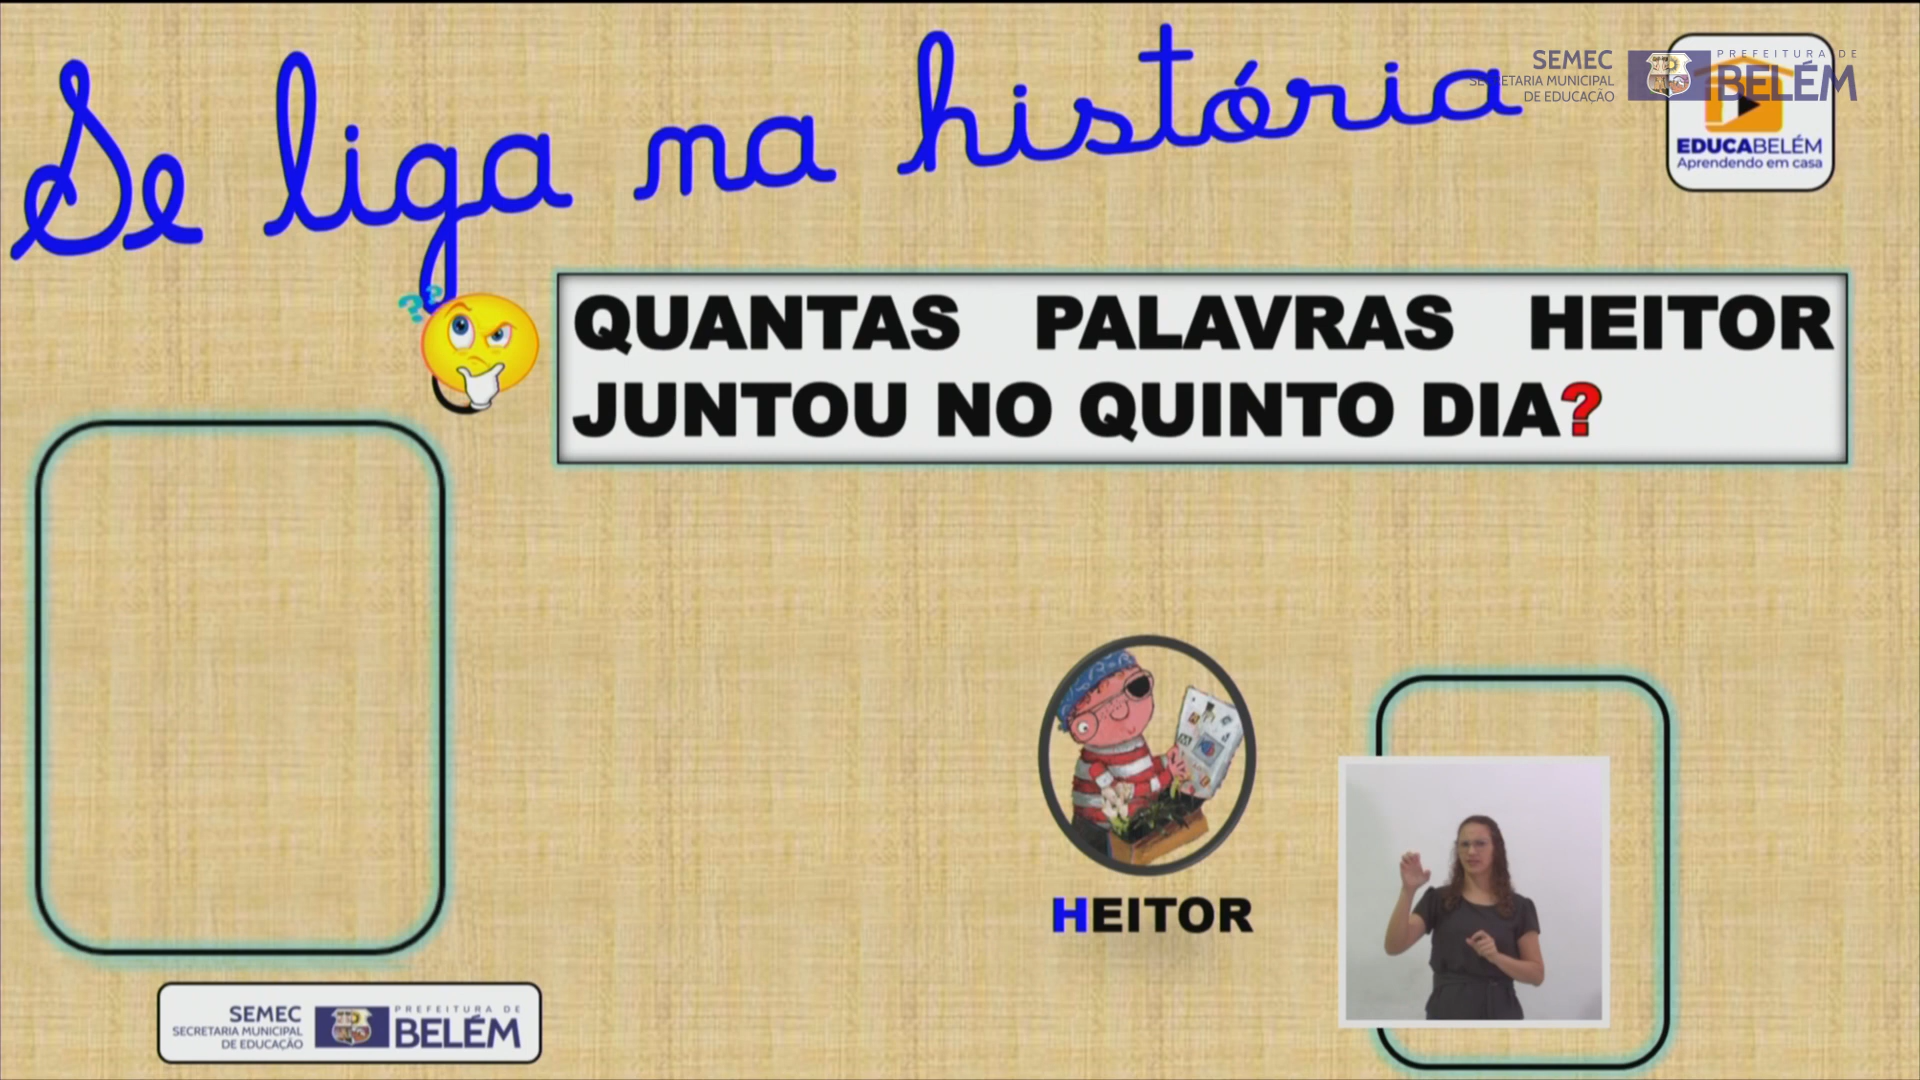 Se liga na história
SEMEC
SECRETARIA MUNICIPAL
DE EDUCAÇÃO
PREFEITURA DE
BELÉM
EDUCABELÉM
Aprendendo em casa
QUANTAS PALAVRAS HEITOR
JUNTOU NO QUINTO DIA?
HEITOR
SEMEC
SECRETARIA MUNICIPAL
DE EDUCAÇÃO
PREFEITURA DE
BELÉM